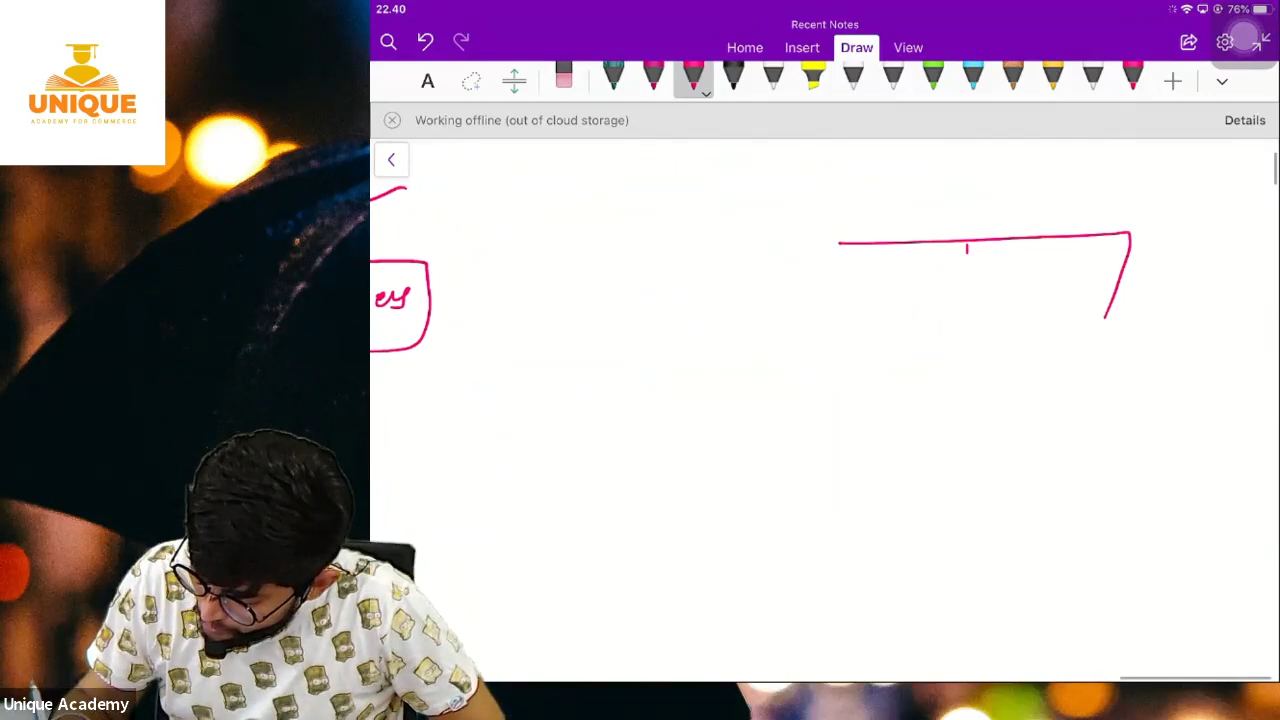 22.40
76%
Recent Notes
Home Insert Draw View
UNIQUE
ACADEMY FOR COMMERCE
A
Working offline (out of cloud storage)
Details
Unique Academy